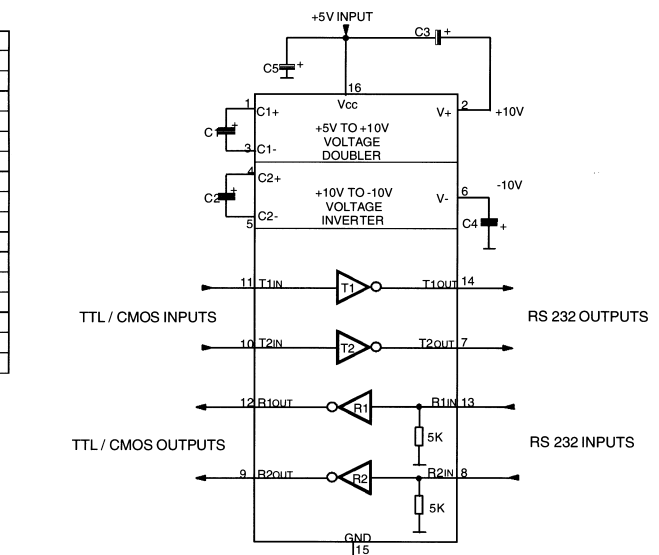 +5V INPUT
C3 +
C5 +
16
Vcc
1 C1+
V+ 2
+10V
C1 +
+5V TO +10V
VOLTAGE
DOUBLER
3 C1-
4 C2+
C2 +
+10V TO -10V
VOLTAGE
INVERTER
V- 6
-10V
C2-
5
C4 +
11 T1IN
T1
T1OUT 14
TTL / CMOS INPUTS
RS 232 OUTPUTS
10 T2IN
T2
T2OUT 7
12 R1OUT
R1
R1IN 13
5K
TTL / CMOS OUTPUTS
RS 232 INPUTS
9 R2OUT
R2
R2IN 8
5K
GND
15